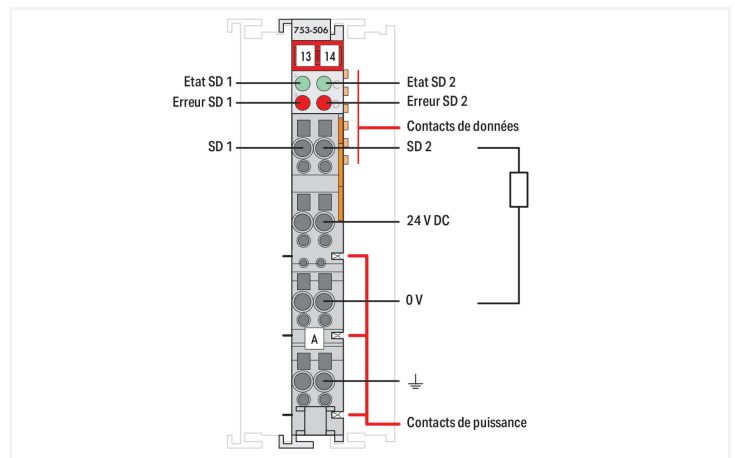 753-506
13 14
Etat SD 1
Etat SD 2
Erreur SD 1
Erreur SD 2
Contacts de données
SD 1
SD 2
24 V DC
0 V
A
Contacts de puissance